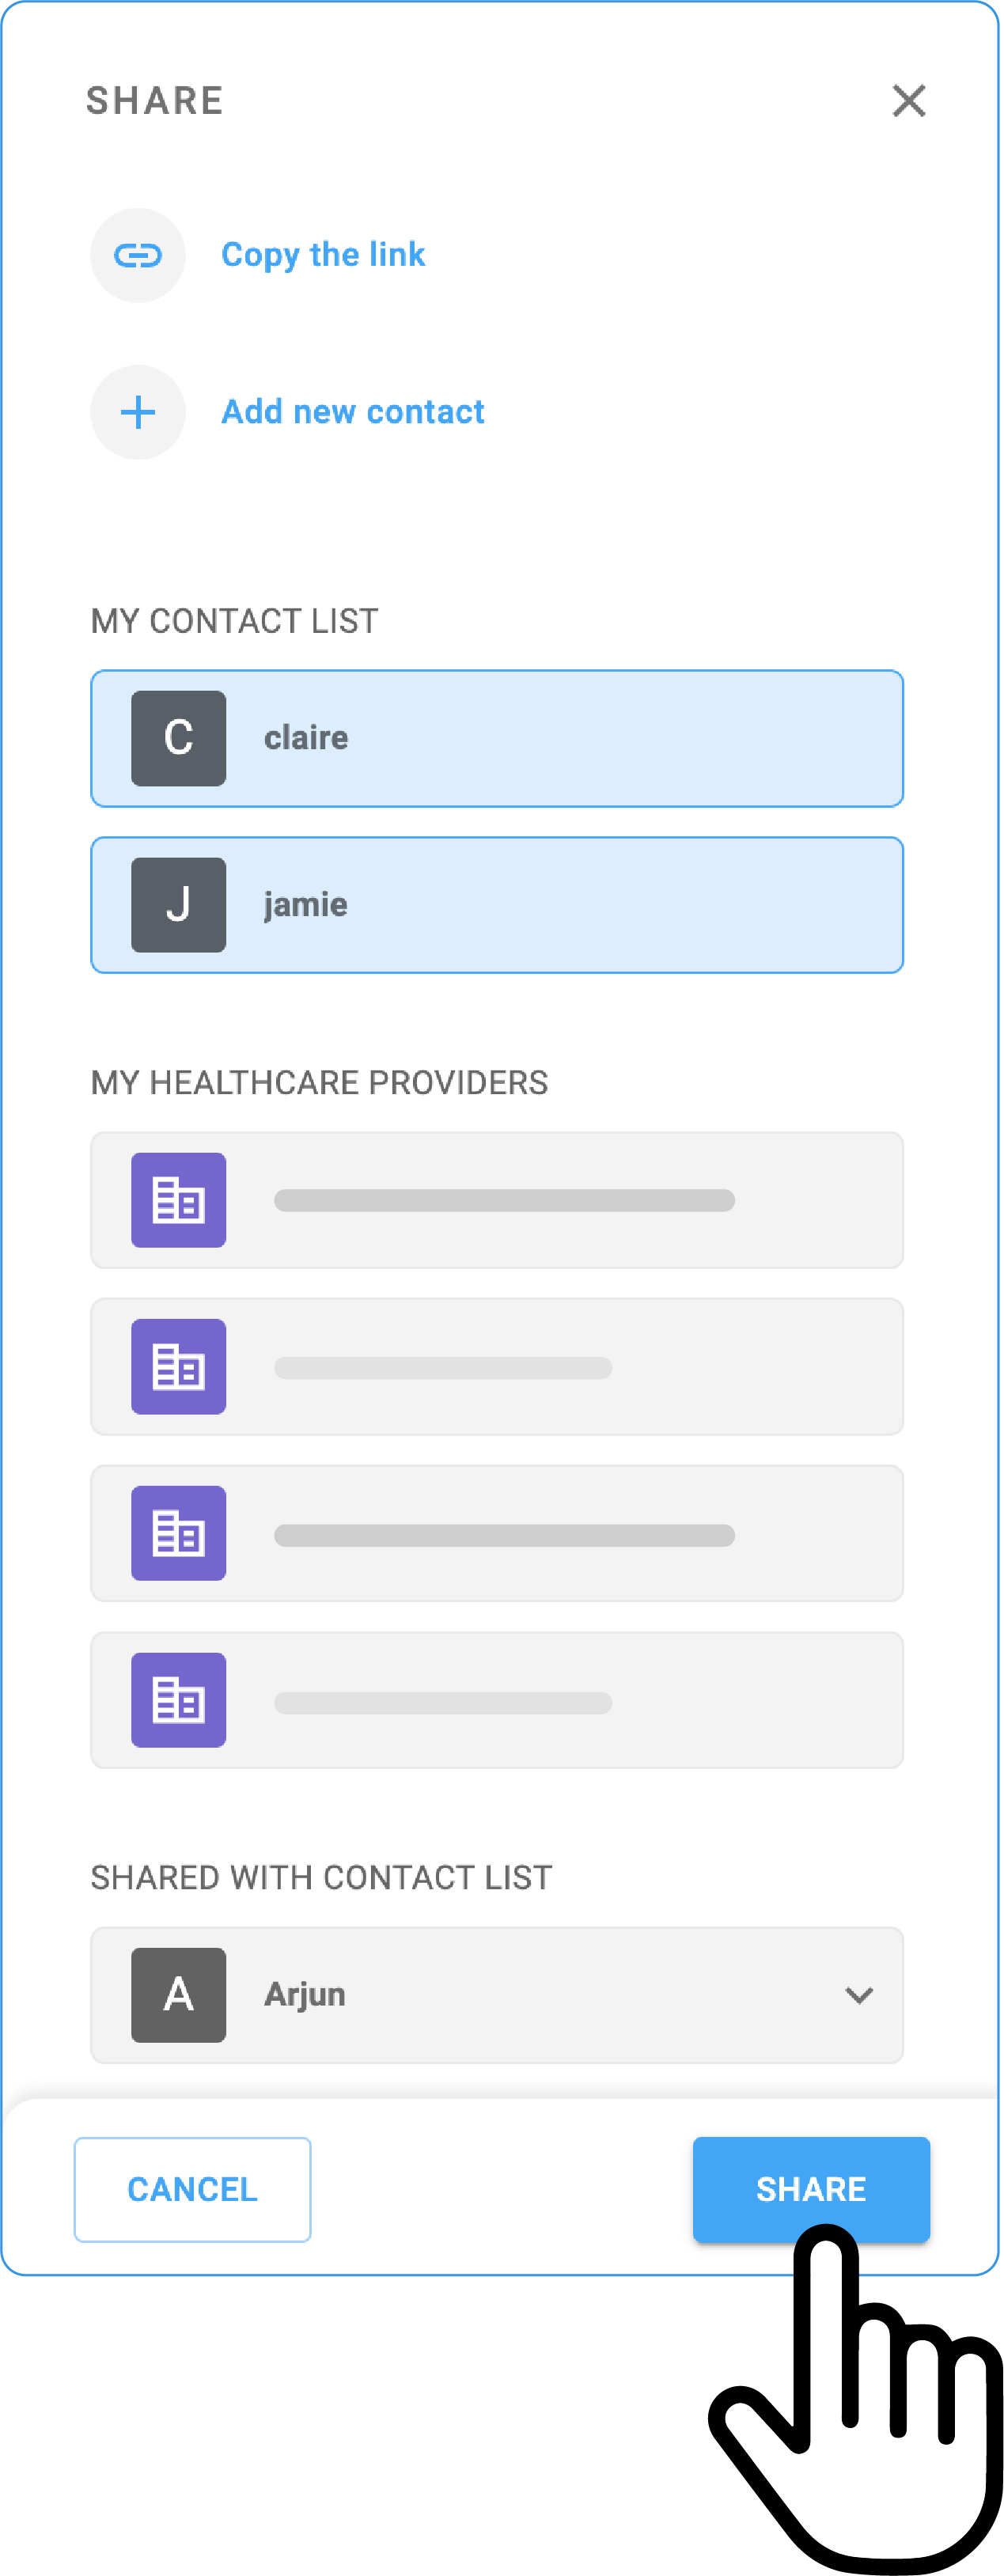 SHARE
Copy the link
Add new contact
MY CONTACT LIST
C claire
J jamie
MY HEALTHCARE PROVIDERS
SHARED WITH CONTACT LIST
A Arjun
CANCEL SHARE